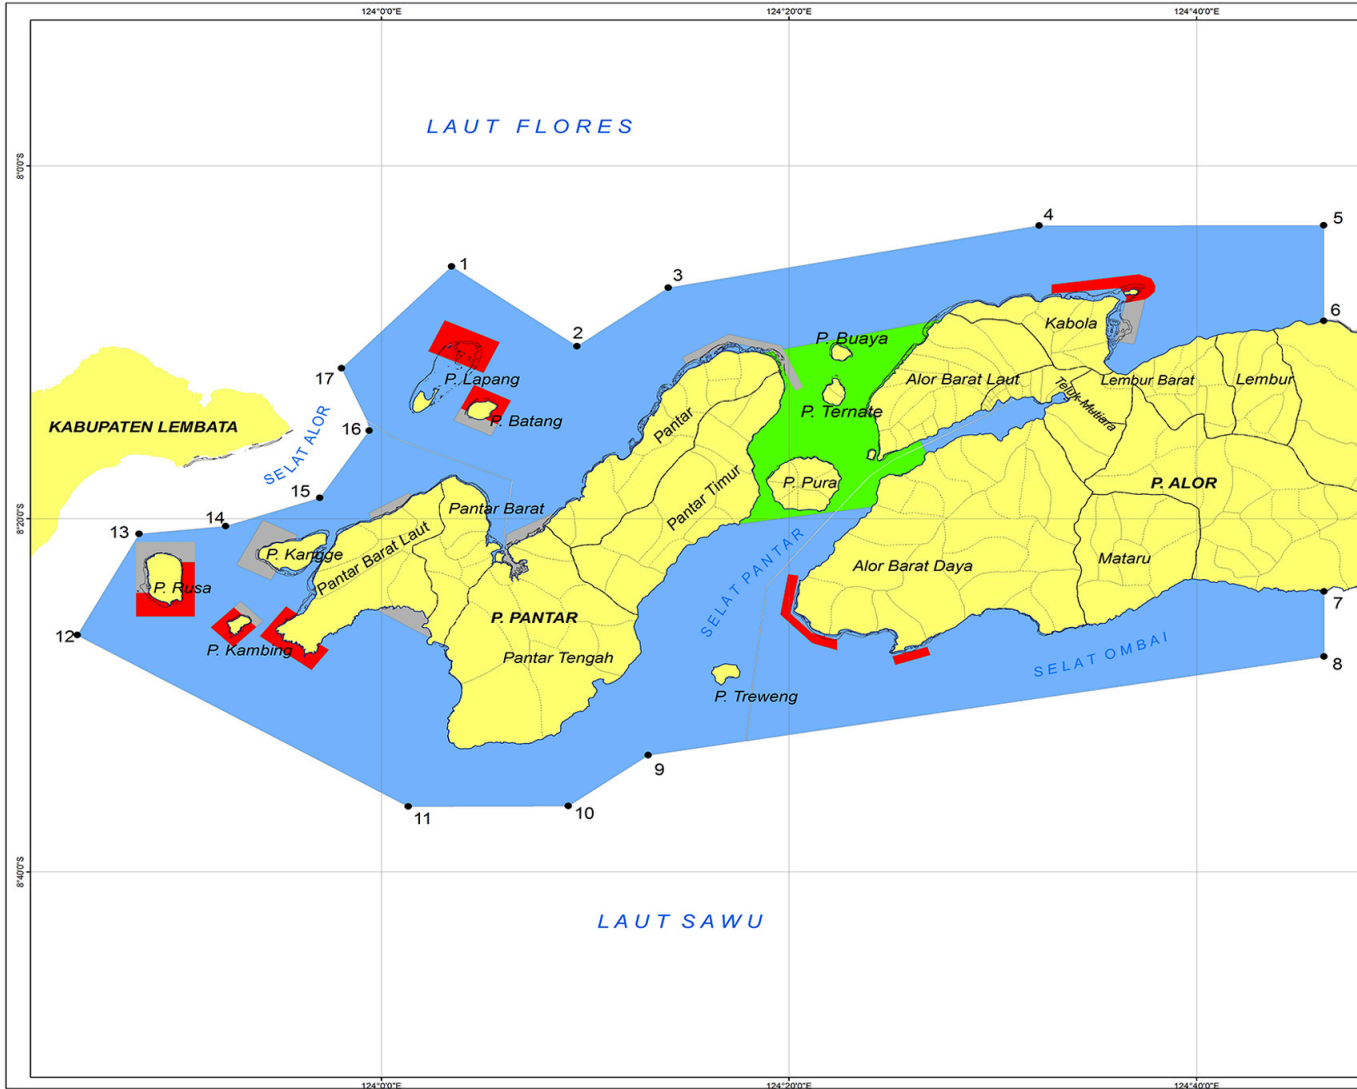 124°0'0"E
124°20'0"E
124°40'0"E
LAUT FLORES
8°0'0"S
4
5
1
3
6
2
P. Buaya
Kabola
17
P. Lapang
Alor Barat Laut
Teluk Mutiara
Lembur Barat
Lembur
P. Batang
P. Ternate
Pantar
KABUPATEN LEMBATA
SELAT ALOR
16
P. Pura
P. ALOR
Pantar Timur
15
Pantar Barat
8°20'0"S
14
13
P. Kangge
Pantar Barat Laut
SELAT PANTAR
Alor Barat Daya
Mataru
P. Rusa
7
P. PANTAR
12
P. Kambing
Pantar Tengah
SELAT OMBAI
8
P. Treweng
9
11
10
8°40'0"S
LAUT SAWU
124°0'0"E
124°20'0"E
124°40'0"E